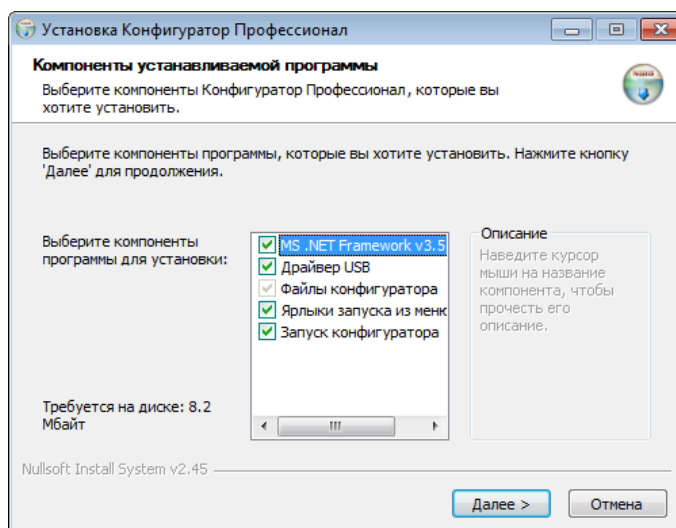 Установка Конфигуратор Профессионал
Компоненты устанавливаемой программы
Выберите компоненты Конфигуратор Профессионал, которые вы
хотите установить.
Выберите компоненты программы, которые вы хотите установить. Нажмите кнопку
'Далее' для продолжения.
Выберите компоненты
программы для установки:
MS .NET Framework v3.5
Драйвер USB
Файлы конфигуратора
Ярлыки запуска из меню
Запуск конфигуратора
Описание
Наведите курсор
мыши на название
компонента, чтобы
прочесть его
описание.
Требуется на диске: 8.2
Мбайт
Nullsoft Install System v2.45
Далее >
Отмена